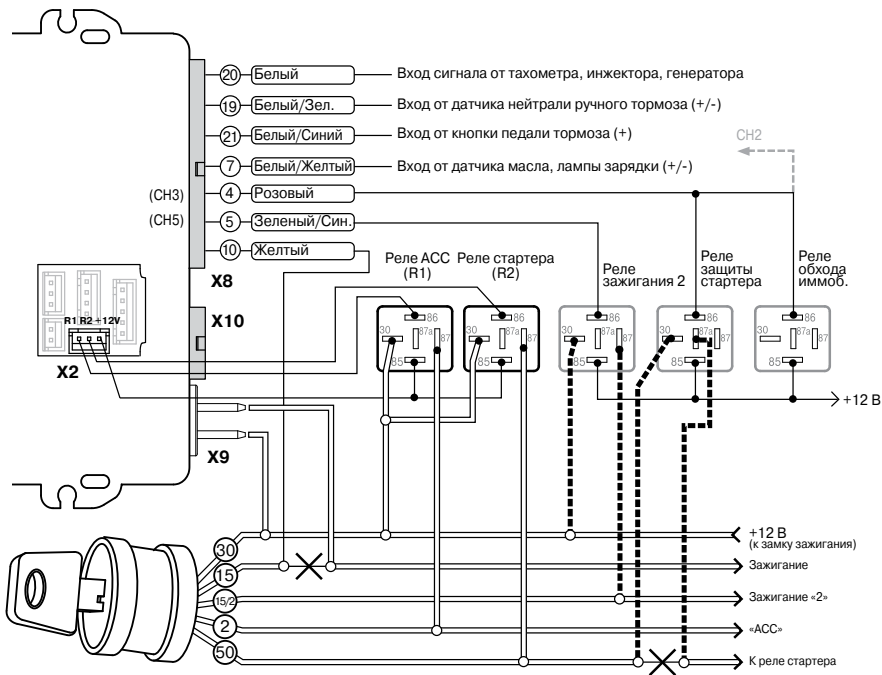 20 Белый Вход сигнала от тахометра, инжектора, генератора
19 Белый/Зел. Вход от датчика нейтрали ручного тормоза (+/-)
21 Белый/Синий Вход от кнопки педали тормоза (+)
CH2
7 Белый/Желтый Вход от датчика масла, лампы зарядки (+/-)
(CH3) 4 Розовый
(CH5) 5 Зеленый/Син.
10 Желтый
X8
Реле ACC
(R1)
Реле стартера
(R2)
Реле
зажигания 2
Реле
защиты
стартера
Реле
обхода
иммоб.
X10
R1 R2 +12V
X2
86
30 87a 87
85
86
30 87a 87
85
86
30 87a 87
85
86
30 87a 87
85
86
30 87a 87
85
+12 В
X9
30
+12 В
(к замку зажигания)
15
Зажигание
15/2
Зажигание «2»
2
«ACC»
50
К реле стартера